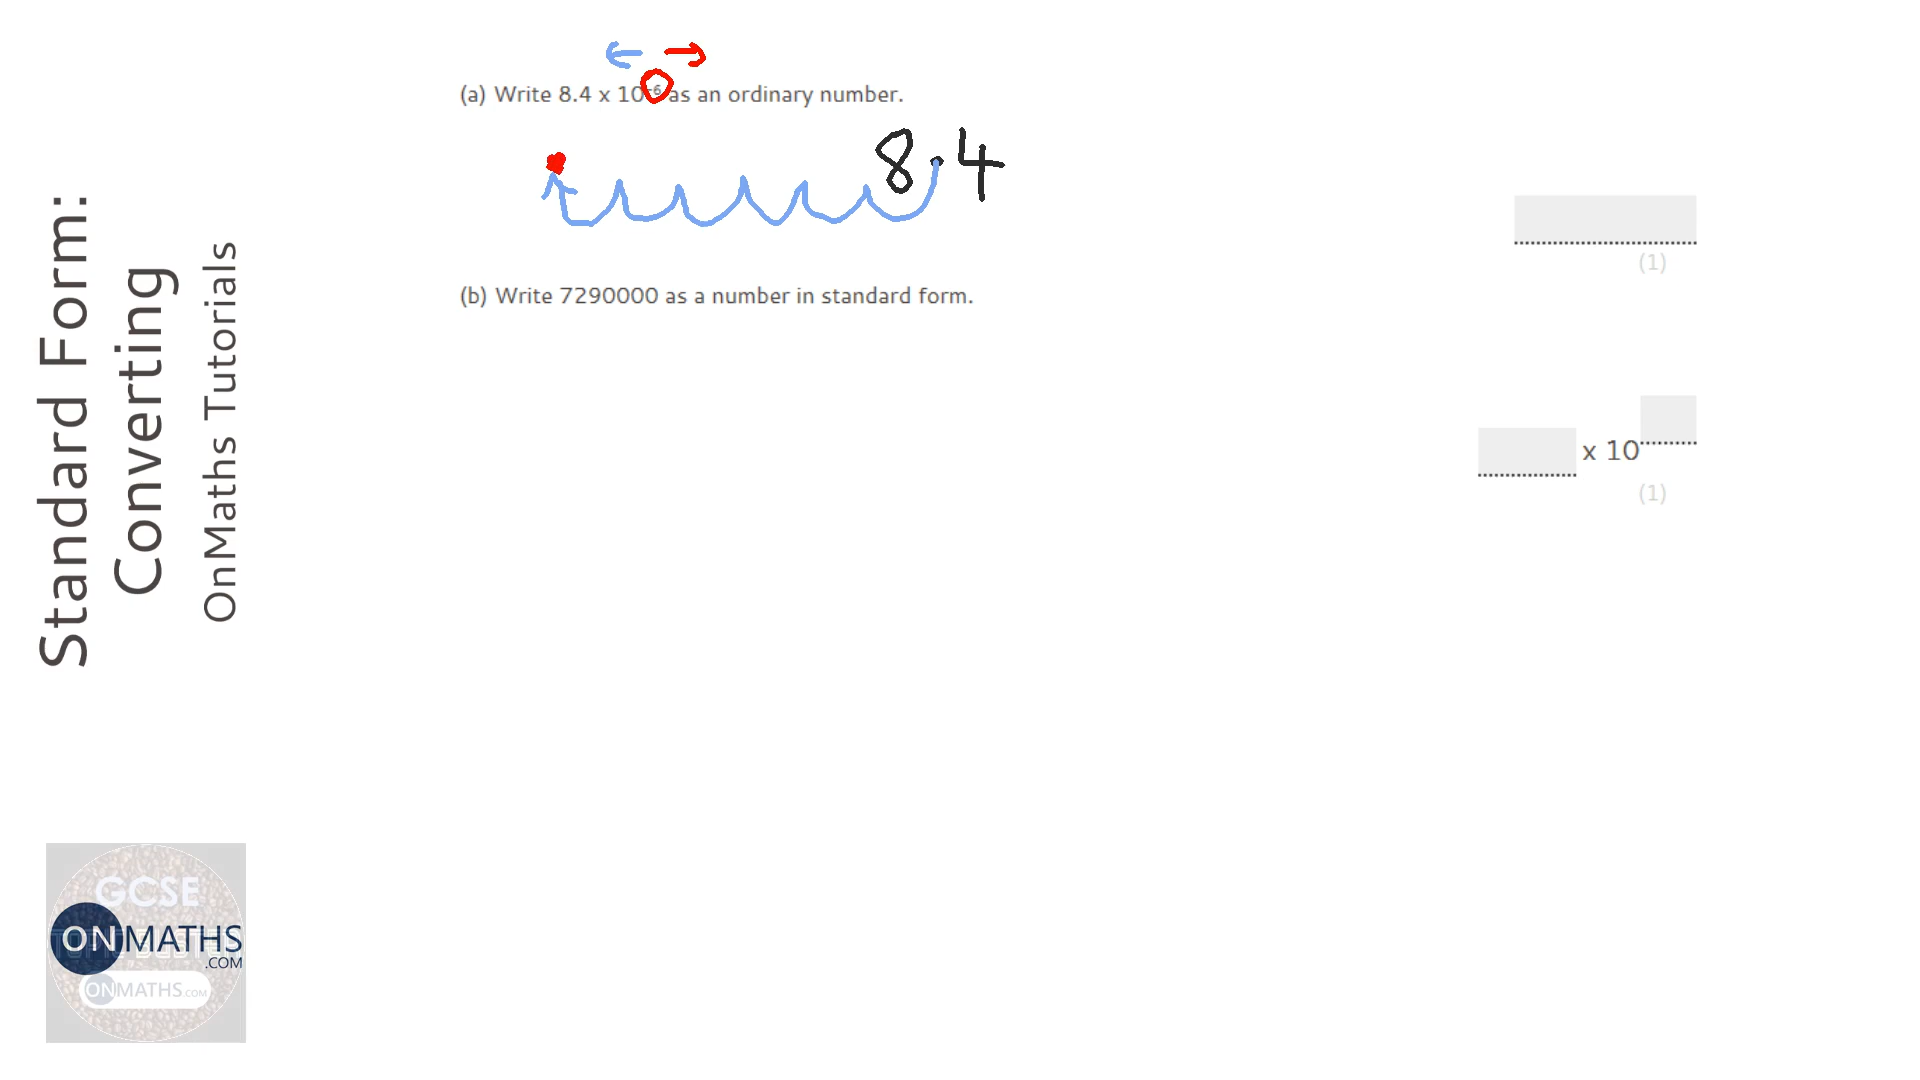 Standard Form:
Converting
OnMaths Tutorials
(a) Write 8.4 x 10⁻⁶ as an ordinary number.
8.4
(1)
(b) Write 7290000 as a number in standard form.
x 10
(1)
GCSE
ONMATHS
.COM
ONMATHS.COM